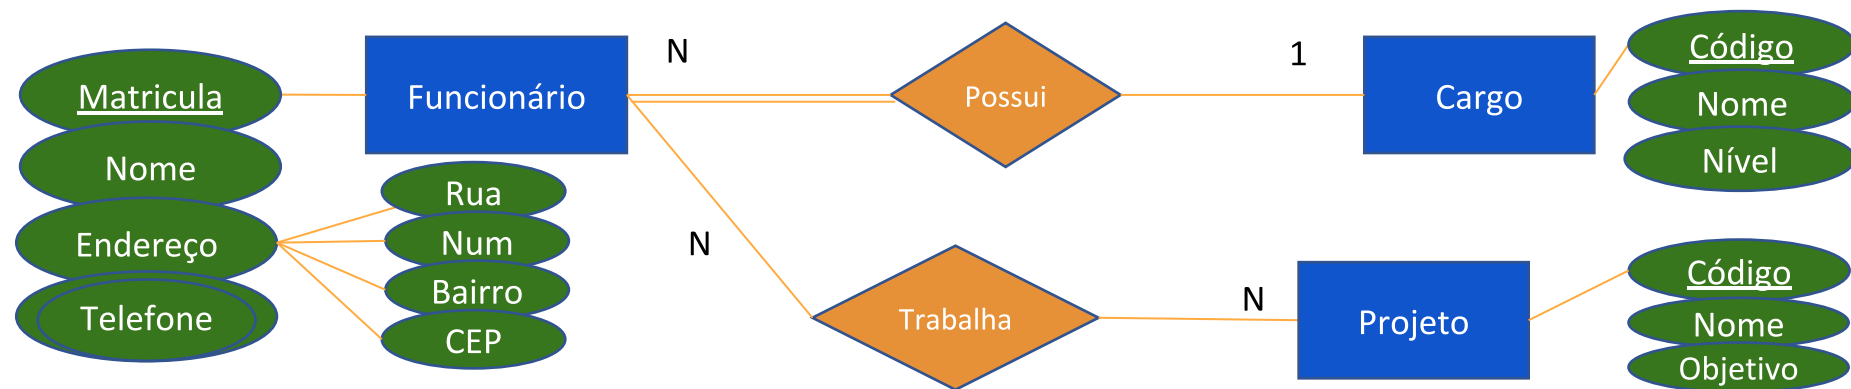 Matricula
Nome
Endereço
Telefone
Rua
Num
Bairro
CEP
Funcionário
N
Possui
1
Cargo
Código
Nome
Nível
N
Trabalha
N
Projeto
Código
Nome
Objetivo